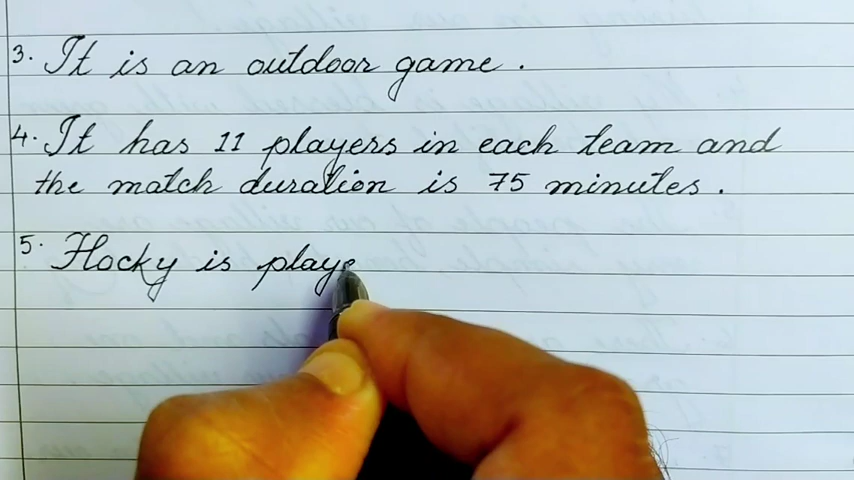 3. It is an outdoor game.
4. It has 11 players in each team and
the match duration is 75 minutes.
5. Hocky is playe